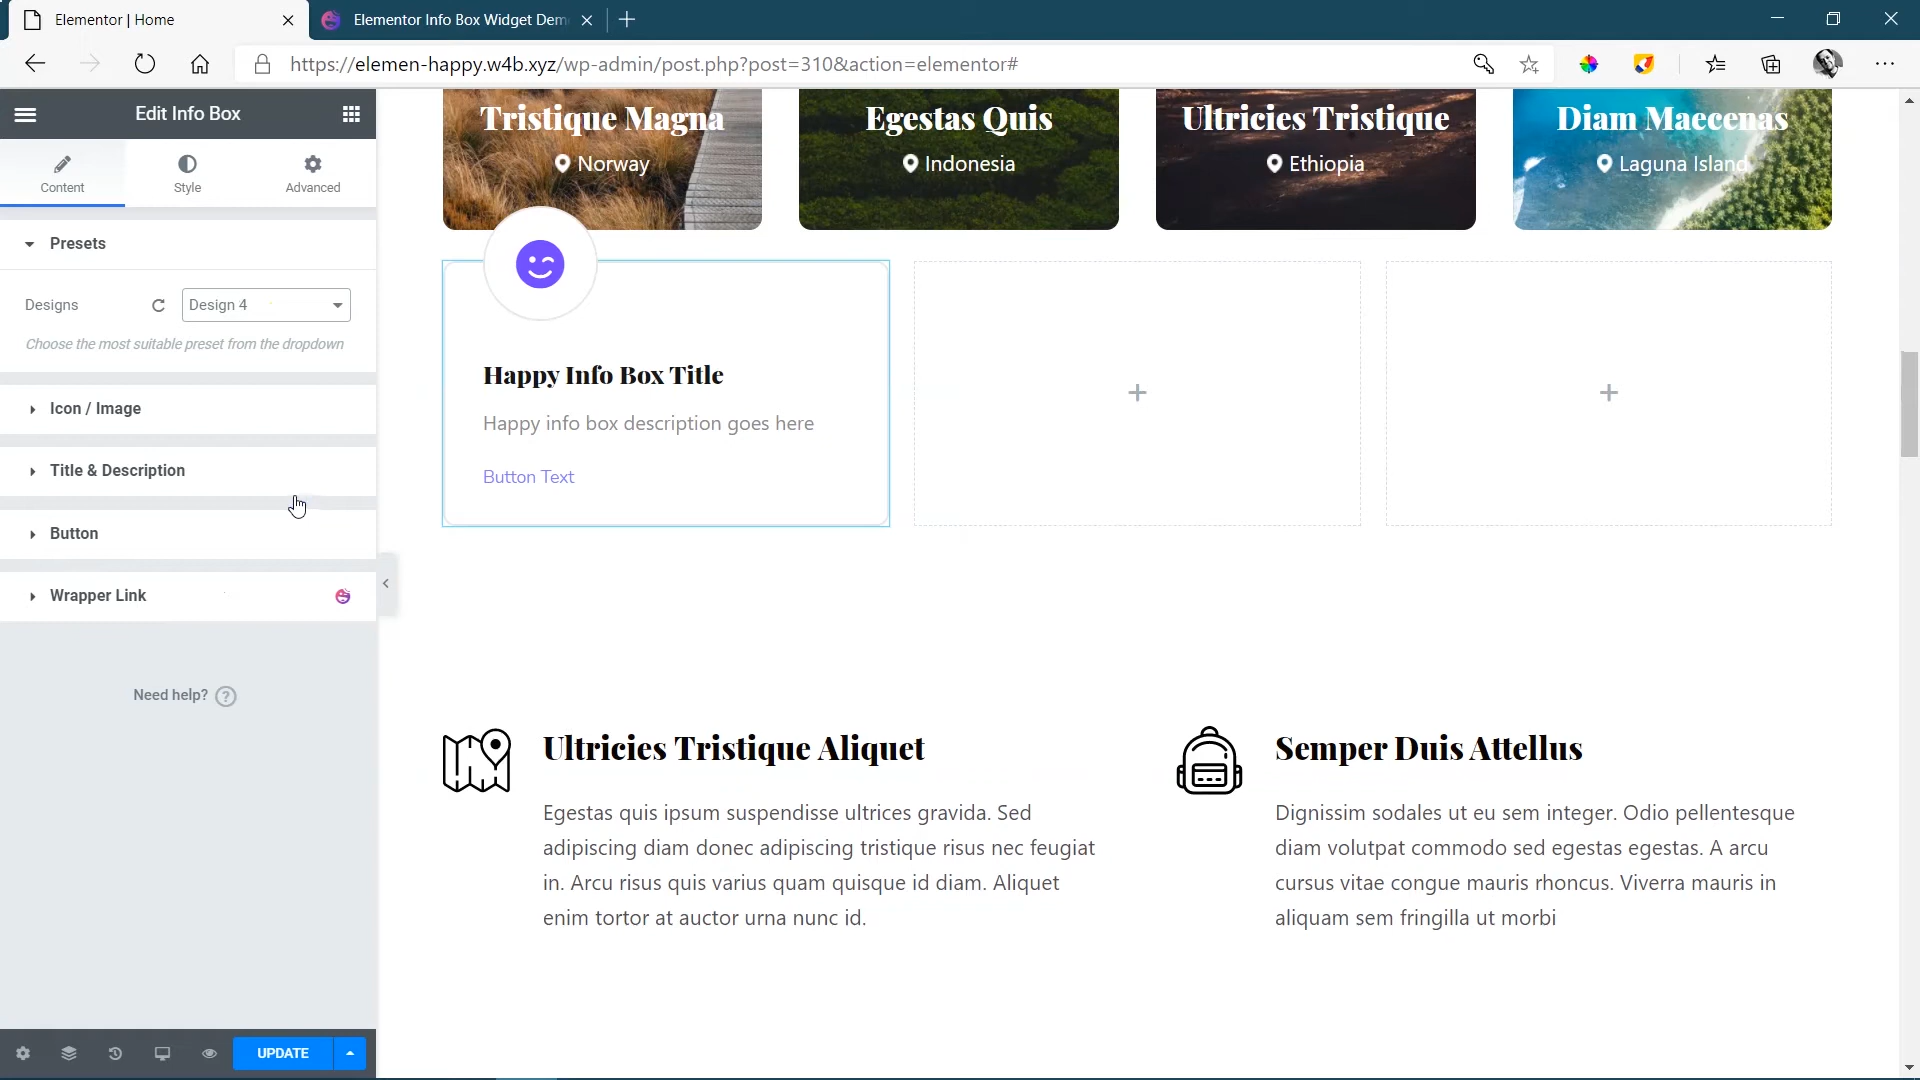 Elementor | Home
Elementor Info Box Widget Dem
https://elemen-happy.w4b.xyz/wp-admin/post.php?post=310&action=elementor#
Edit Info Box
Content
Style
Advanced
Presets
Designs
Design 4
Choose the most suitable preset from the dropdown
Icon / Image
Title & Description
Button
Wrapper Link
Need help?
UPDATE
Tristique Magna
Norway
Egestas Quis
Indonesia
Ultricies Tristique
Ethiopia
Diam Maecenas
Laguna Island
Happy Info Box Title
Happy info box description goes here
Button Text
Ultricies Tristique Aliquet
Egestas quis ipsum suspendisse ultrices gravida. Sed
adipiscing diam donec adipiscing tristique risus nec feugiat
in. Arcu risus quis varius quam quisque id diam. Aliquet
enim tortor at auctor urna nunc id.
Semper Duis Attellus
Dignissim sodales ut eu sem integer. Odio pellentesque
diam volutpat commodo sed egestas egestas. A arcu
cursus vitae congue mauris rhoncus. Viverra mauris in
aliquam sem fringilla ut morbi